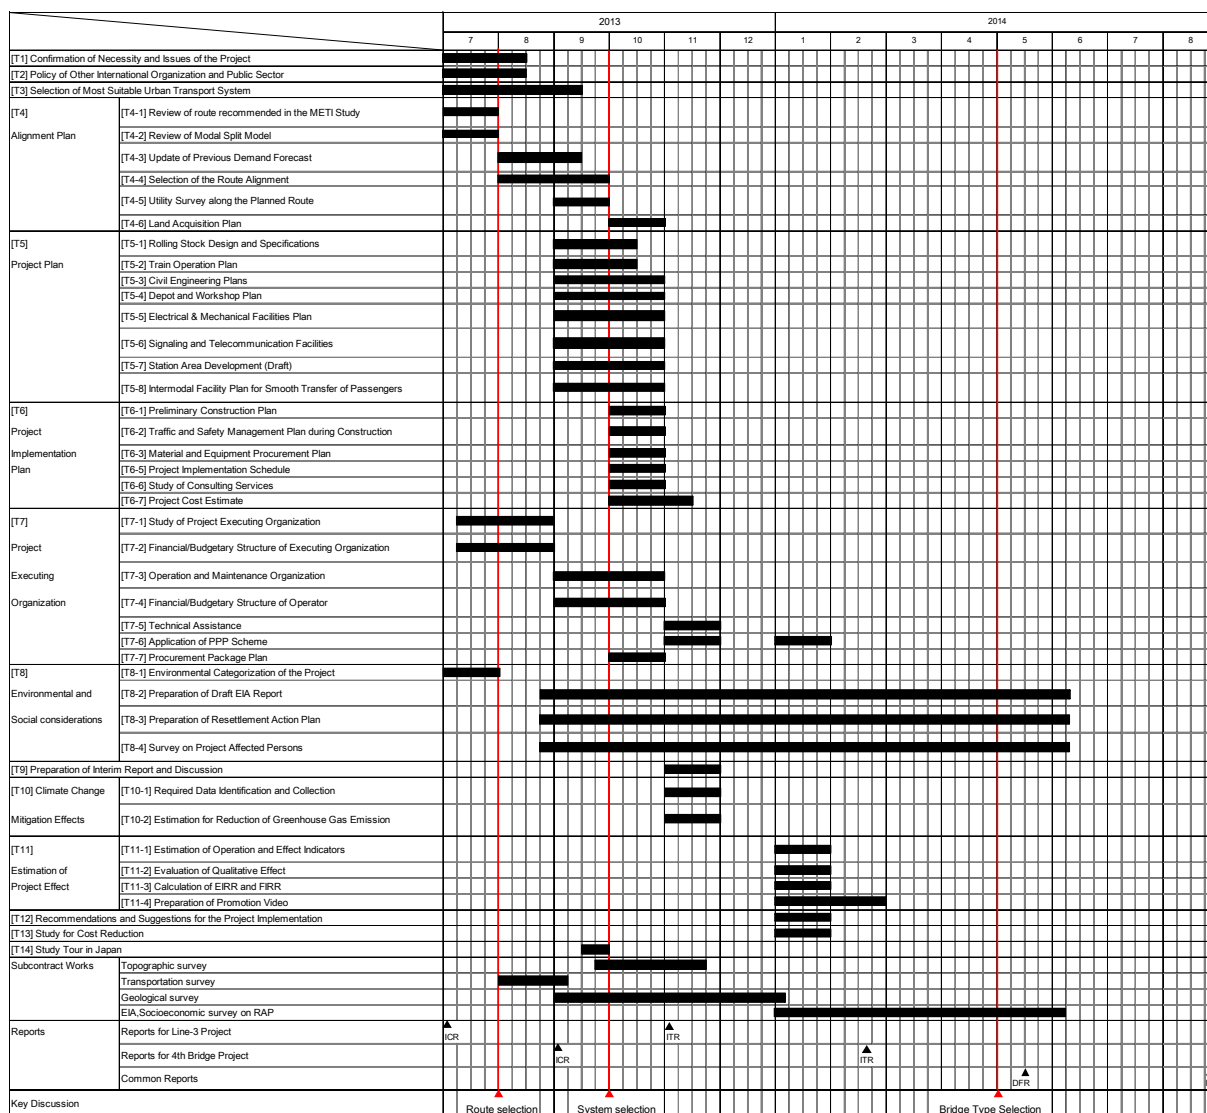 2013
2014
7 8 9 10 11 12 1 2 3 4 5 6 7 8
[T1] Confirmation of Necessity and Issues of the Project
[T2] Policy of Other International Organization and Public Sector
[T3] Selection of Most Suitable Urban Transport System
[T4] [T4-1] Review of route recommended in the METI Study
Alignment Plan [T4-2] Review of Modal Split Model
[T4-3] Update of Previous Demand Forecast
[T4-4] Selection of the Route Alignment
[T4-5] Utility Survey along the Planned Route
[T4-6] Land Acquisition Plan
[T5] [T5-1] Rolling Stock Design and Specifications
Project Plan [T5-2] Train Operation Plan
[T5-3] Civil Engineering Plans
[T5-4] Depot and Workshop Plan
[T5-5] Electrical & Mechanical Facilities Plan
[T5-6] Signaling and Telecommunication Facilities
[T5-7] Station Area Development (Draft)
[T5-8] Intermodal Facility Plan for Smooth Transfer of Passengers
[T6] [T6-1] Preliminary Construction Plan
Project [T6-2] Traffic and Safety Management Plan during Construction
Implementation [T6-3] Material and Equipment Procurement Plan
Plan [T6-5] Project Implementation Schedule
[T6-6] Study of Consulting Services
[T6-7] Project Cost Estimate
[T7] [T7-1] Study of Project Executing Organization
Project [T7-2] Financial/Budgetary Structure of Executing Organization
Executing [T7-3] Operation and Maintenance Organization
Organization [T7-4] Financial/Budgetary Structure of Operator
[T7-5] Technical Assistance
[T7-6] Application of PPP Scheme
[T7-7] Procurement Package Plan
[T8] [T8-1] Environmental Categorization of the Project
Environmental and [T8-2] Preparation of Draft EIA Report
Social considerations [T8-3] Preparation of Resettlement Action Plan
[T8-4] Survey on Project Affected Persons
[T9] Preparation of Interim Report and Discussion
[T10] Climate Change [T10-1] Required Data Identification and Collection
Mitigation Effects [T10-2] Estimation for Reduction of Greenhouse Gas Emission
[T11] [T11-1] Estimation of Operation and Effect Indicators
Estimation of [T11-2] Evaluation of Qualitative Effect
Project Effect [T11-3] Calculation of EIRR and FIRR
[T11-4] Preparation of Promotion Video
[T12] Recommendations and Suggestions for the Project Implementation
[T13] Study for Cost Reduction
[T14] Study Tour in Japan
Subcontract Works Topographic survey
Transportation survey
Geological survey
EIA,Socioeconomic survey on RAP
Reports Reports for Line-3 Project ICR ITR
Reports for 4th Bridge Project ICR ITR
Common Reports DFR
Key Discussion Route selection System selection Bridge Type Selection